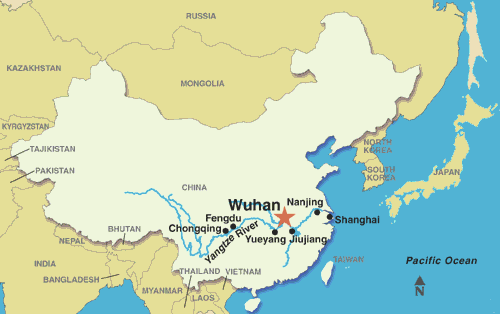 RUSSIA
KAZAKHSTAN
MONGOLIA
KYRGYZSTAN
TAJIKISTAN
PAKISTAN
NORTH
KOREA
SOUTH
KOREA
JAPAN
CHINA
Wuhan
Nanjing
Fengdu
Shanghai
Chongqing
Yangtze River
Yueyang
Jiujiang
BHUTAN
NEPAL
INDIA
BANGLADESH
TAIWAN
Pacific Ocean
THAILAND
VIETNAM
MYANMAR
LAOS
N